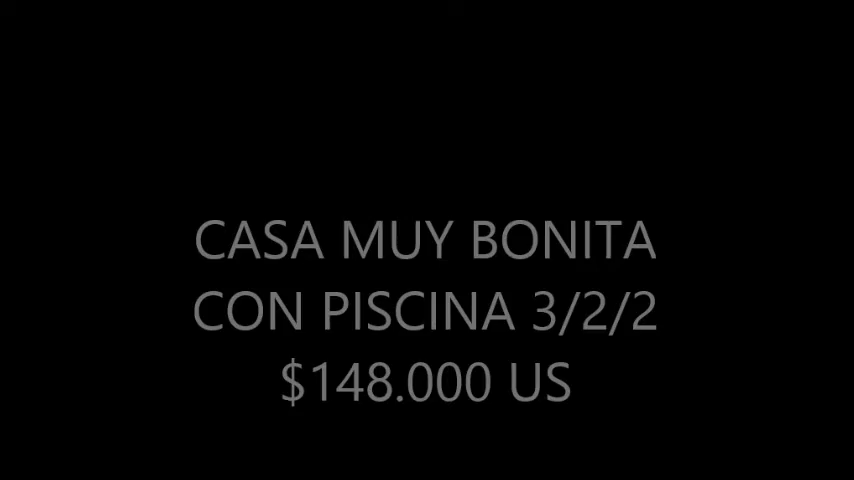 CASA MUY BONITA
CON PISCINA 3/2/2
$148.000 US